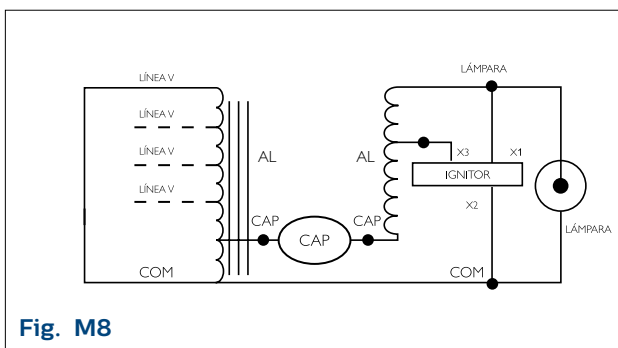 LÍNEA V
LÁMPARA
LÍNEA V
LÍNEA V
AL
AL
X3
X1
IGNITOR
LÍNEA V
X2
CAP
CAP
CAP
LÁMPARA
COM
COM
Fig. M8